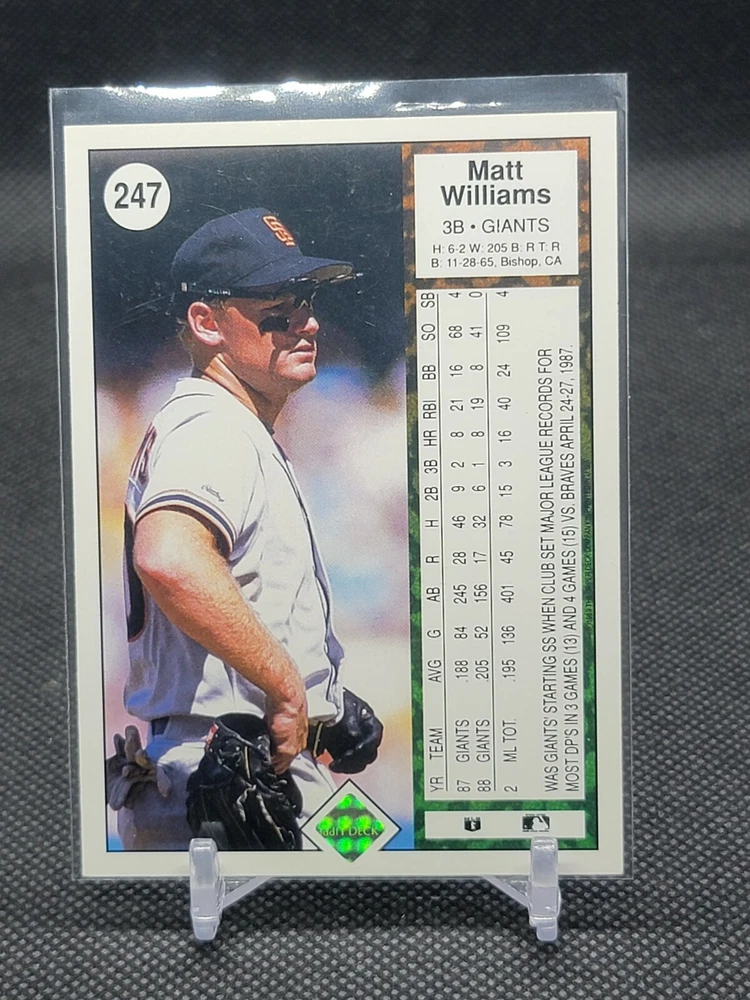 247
Matt
Williams
3B • GIANTS
H: 6-2 W: 205 B: R T: R
B: 11-28-65, Bishop, CA
YR TEAM AVG G AB R H 2B 3B HR RBI BB SO SB
87 GIANTS .188 84 245 28 46 9 2 8 21 16 68 4
88 GIANTS .205 52 156 17 32 6 1 8 19 8 41 0
2 ML TOT. .195 136 401 45 78 15 3 16 40 24 109 4
WAS GIANTS' STARTING SS WHEN CLUB SET MAJOR LEAGUE RECORDS FOR
MOST DP'S IN 3 GAMES (13) AND 4 GAMES (15) VS. BRAVES APRIL 24-27, 1987.
SF
DECK